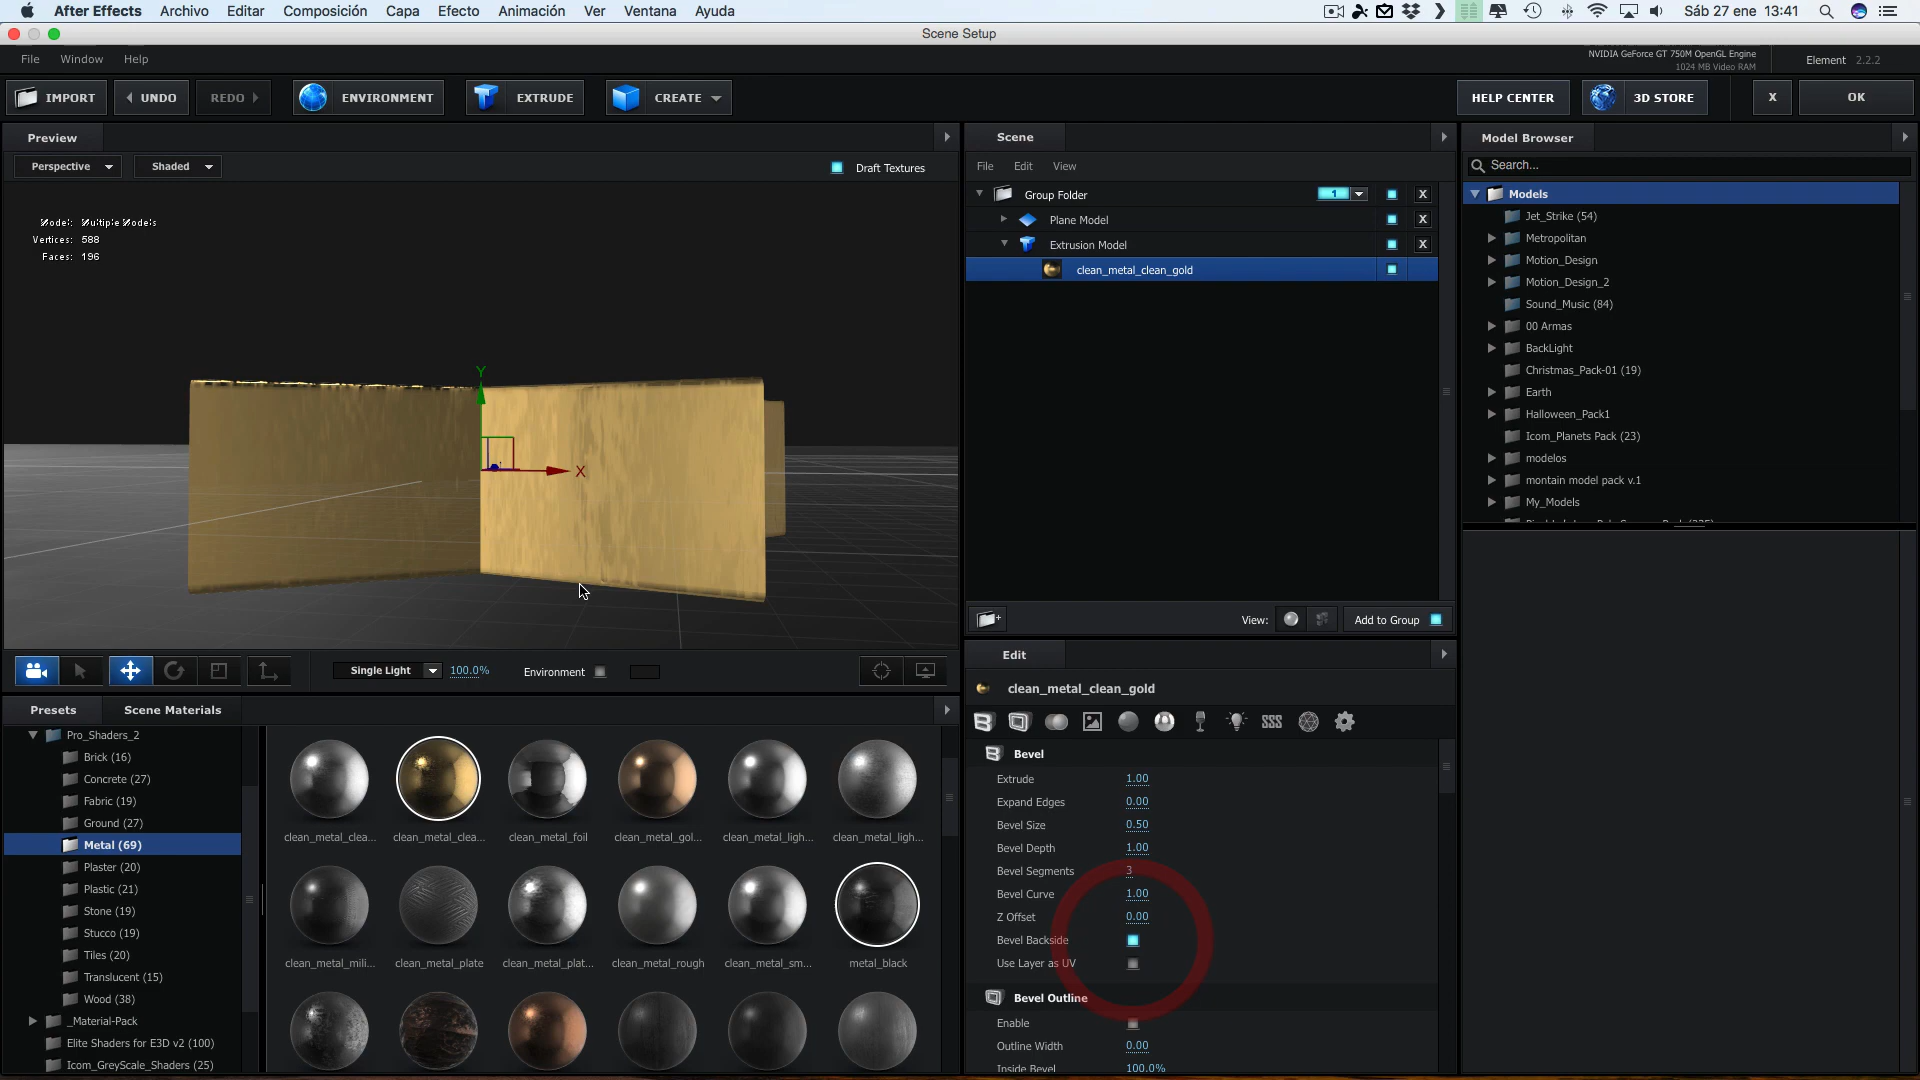 After Effects Archivo Editar Composición Capa Efecto Animación Ver Ventana Ayuda Sáb 27 ene 13:41
Scene Setup
File Window Help
NVIDIA GeForce GT 750M OpenGL Engine
1024 MB Video RAM
Element 2.2.2
IMPORT UNDO REDO ENVIRONMENT EXTRUDE CREATE HELP CENTER 3D STORE X OK
Preview
Perspective Shaded Draft Textures
Model: Multiple Models
Vertices: 588
Faces: 196
Y
X
Single Light 100.0% Environment
Scene
File Edit View
Group Folder 1 X
Plane Model X
Extrusion Model X
clean_metal_clean_gold
View: Add to Group
Model Browser
Search...
Models
Jet_Strike (54)
Metropolitan
Motion_Design
Motion_Design_2
Sound_Music (84)
00 Armas
BackLight
Christmas_Pack-01 (19)
Earth
Halloween_Pack1
Icom_Planets Pack (23)
modelos
montain model pack v.1
My_Models
Presets Scene Materials
Pro_Shaders_2
Brick (16)
Concrete (27)
Fabric (19)
Ground (27)
Metal (69)
Plaster (20)
Plastic (21)
Stone (19)
Stucco (19)
Tiles (20)
Translucent (15)
Wood (38)
_Material-Pack
Elite Shaders for E3D v2 (100)
Icom_GreyScale_Shaders (25)
clean_metal_clea... clean_metal_clea... clean_metal_foil clean_metal_gol... clean_metal_ligh... clean_metal_ligh...
clean_metal_mili... clean_metal_plate clean_metal_plat... clean_metal_rough clean_metal_sm... metal_black
Edit
clean_metal_clean_gold
Bevel
Extrude 1.00
Expand Edges 0.00
Bevel Size 0.50
Bevel Depth 1.00
Bevel Segments 3
Bevel Curve 1.00
Z Offset 0.00
Bevel Backside
Use Layer as UV
Bevel Outline
Enable
Outline Width 0.00
Inside Bevel 100.0%